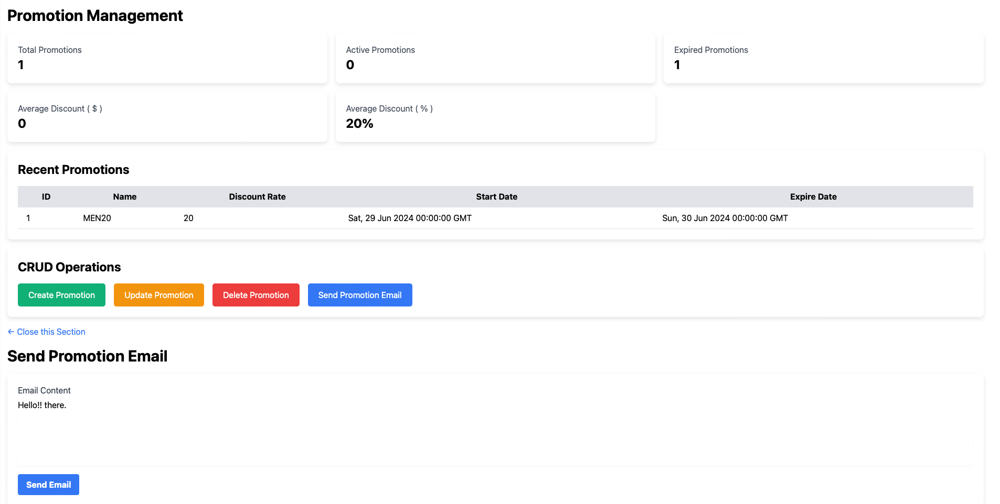 Promotion Management
Total Promotions
1
Active Promotions
0
Expired Promotions
1
Average Discount ( $ )
0
Average Discount ( % )
20%
Recent Promotions
ID Name Discount Rate Start Date Expire Date
1 MEN20 20 Sat, 29 Jun 2024 00:00:00 GMT Sun, 30 Jun 2024 00:00:00 GMT
CRUD Operations
Create Promotion Update Promotion Delete Promotion Send Promotion Email
← Close this Section
Send Promotion Email
Email Content
Hello!! there.
Send Email